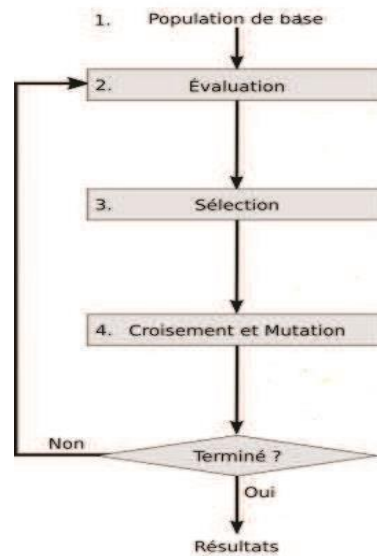 1. Population de base
2. Évaluation
3. Sélection
4. Croisement et Mutation
Terminé ?
Non
Oui
Résultats